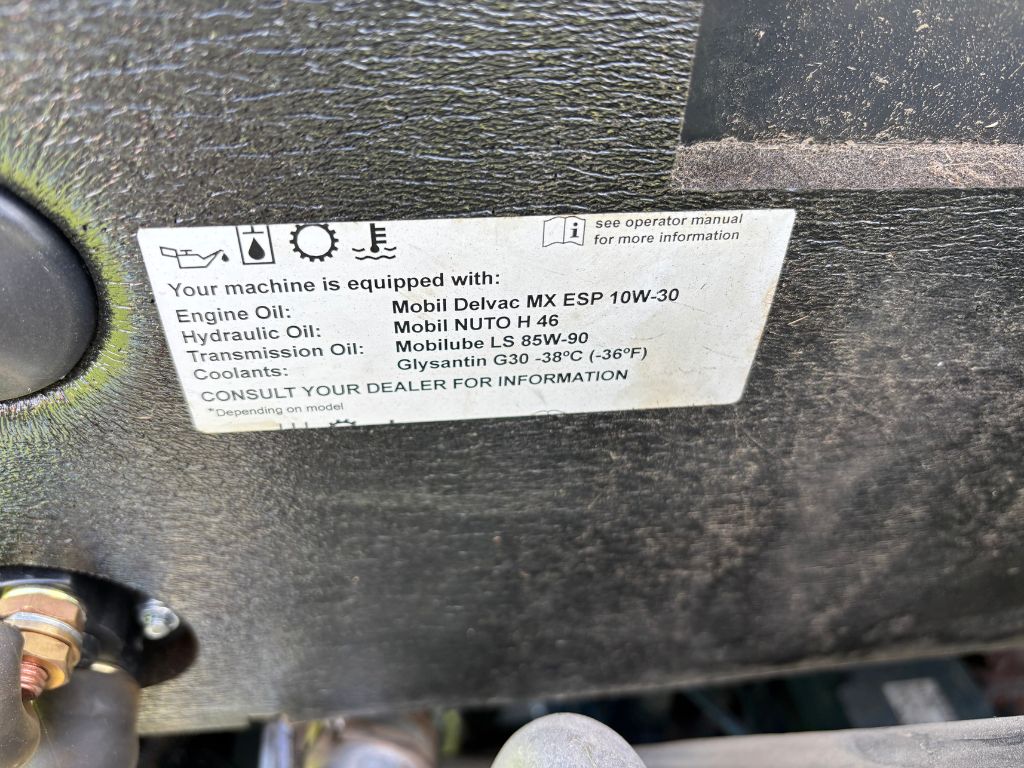 see operator manual
for more information
Your machine is equipped with:
Engine Oil: Mobil Delvac MX ESP 10W-30
Hydraulic Oil: Mobil NUTO H 46
Transmission Oil: Mobilube LS 85W-90
Coolants: Glysantin G30 -38ºC (-36ºF)
CONSULT YOUR DEALER FOR INFORMATION
*Depending on model